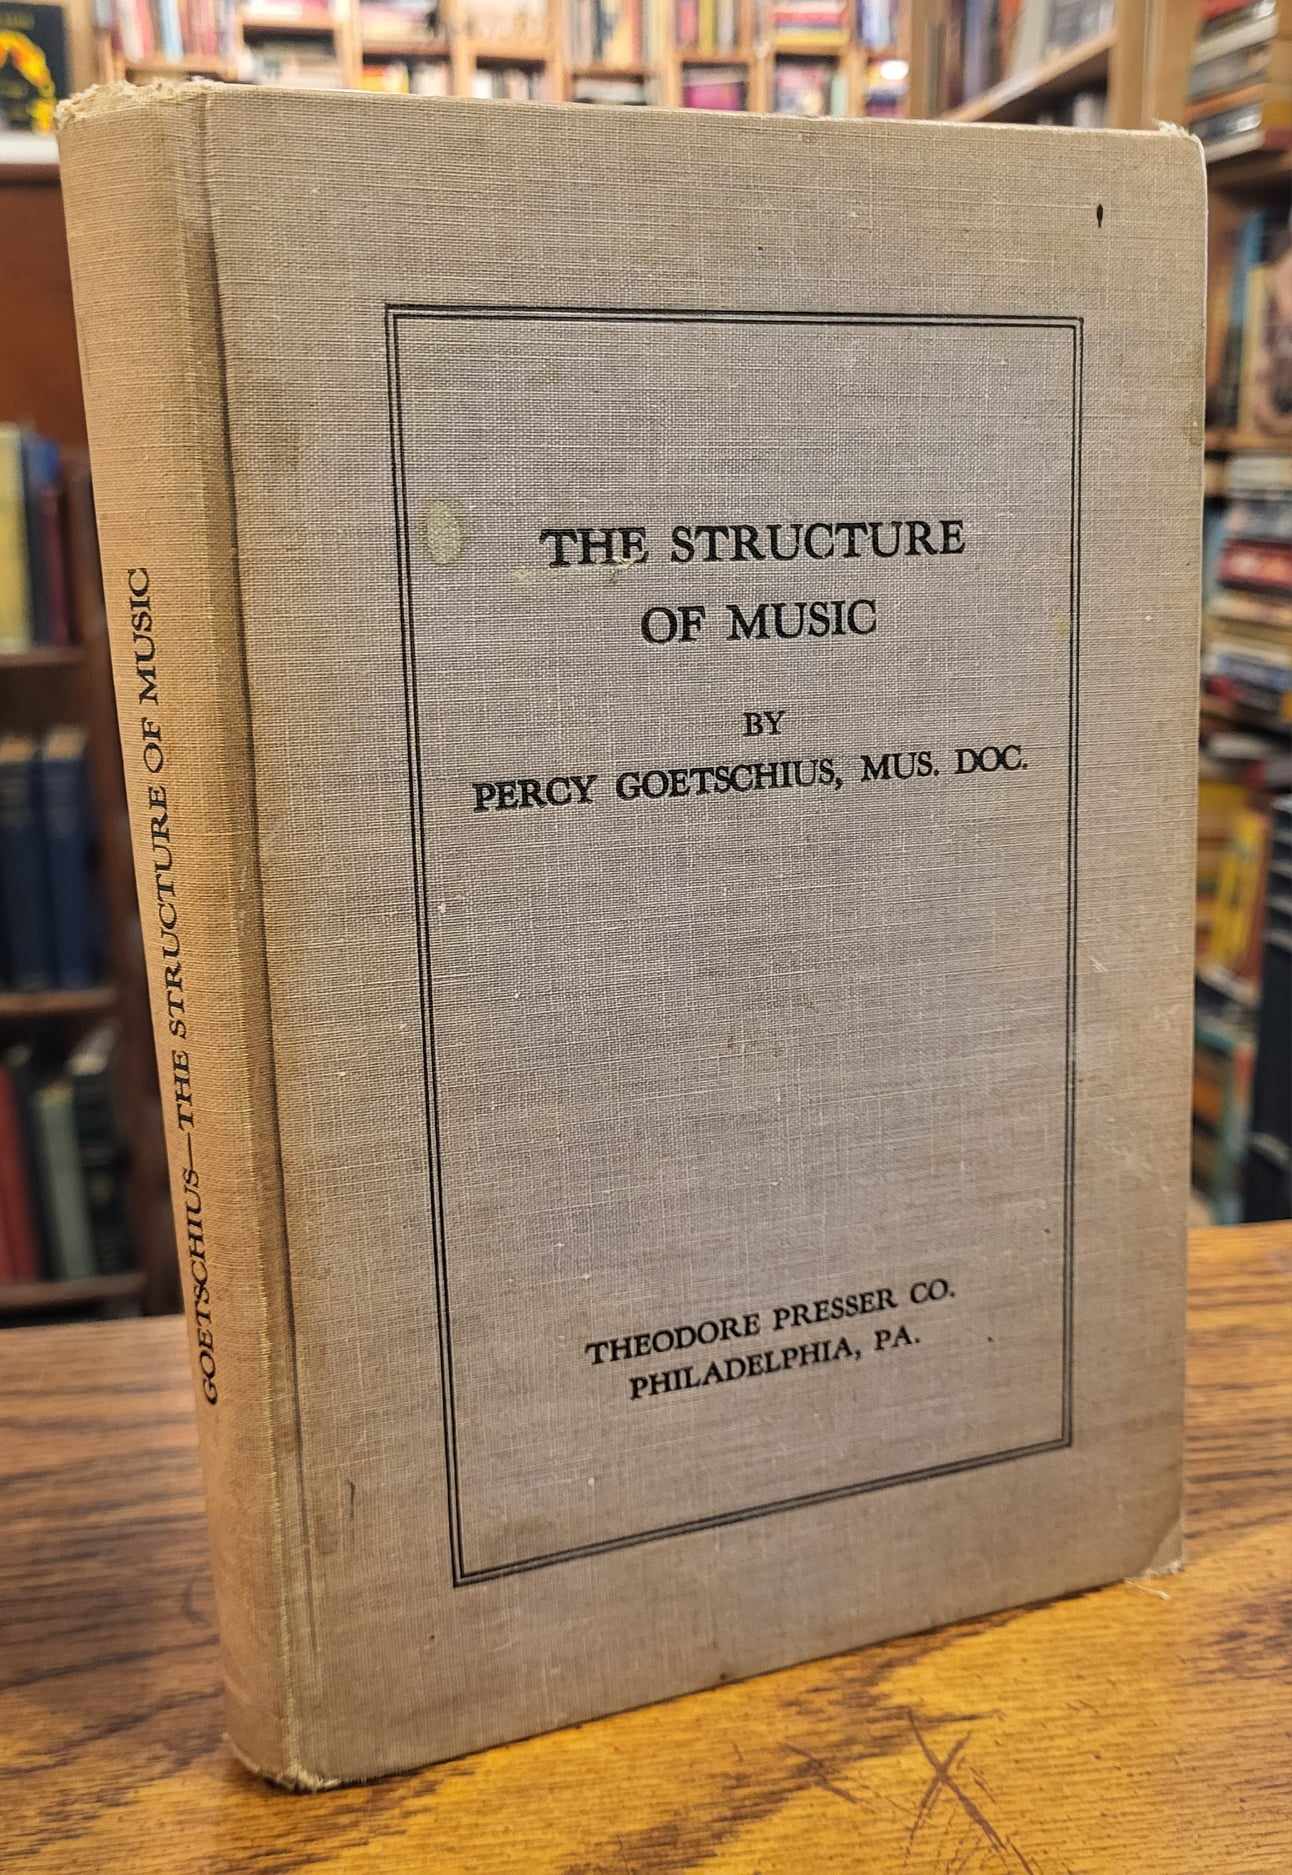 GOETSCHIUS—THE STRUCTURE OF MUSIC
THE STRUCTURE
OF MUSIC
BY
PERCY GOETSCHIUS, MUS. DOC.
THEODORE PRESSER CO.
PHILADELPHIA, PA.